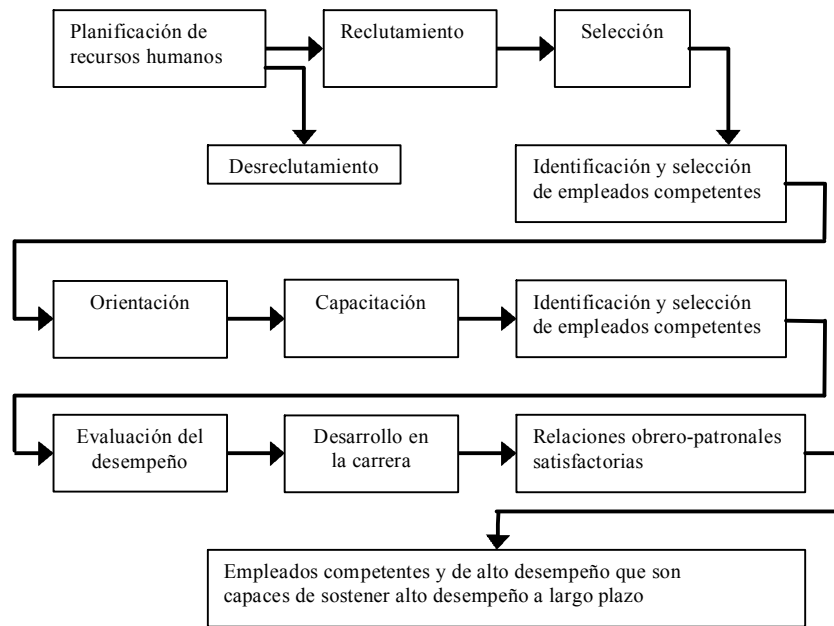 Planificación de
recursos humanos
Reclutamiento
Selección
Desreclutamiento
Identificación y selección
de empleados competentes
Orientación
Capacitación
Identificación y selección
de empleados competentes
Evaluación del
desempeño
Desarrollo en
la carrera
Relaciones obrero-patronales
satisfactorias
Empleados competentes y de alto desempeño que son
capaces de sostener alto desempeño a largo plazo